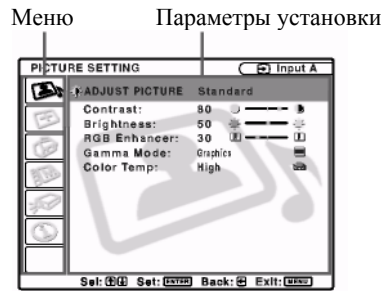 Меню Параметры установки
PICTURE SETTING Input A
ADJUST PICTURE Standard
Contrast: 80
Brightness: 50
RGB Enhancer: 30
Gamma Mode: Graphics
Color Temp: High
Sel: Set: ENTER Back: Exit: MENU